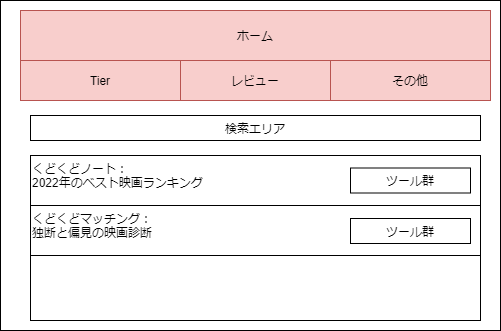 ホーム
Tier
レビュー
その他
検索エリア
くどくどノート：
2022年のベスト映画ランキング
ツール群
くどくどマッチング：
独断と偏見の映画診断
ツール群